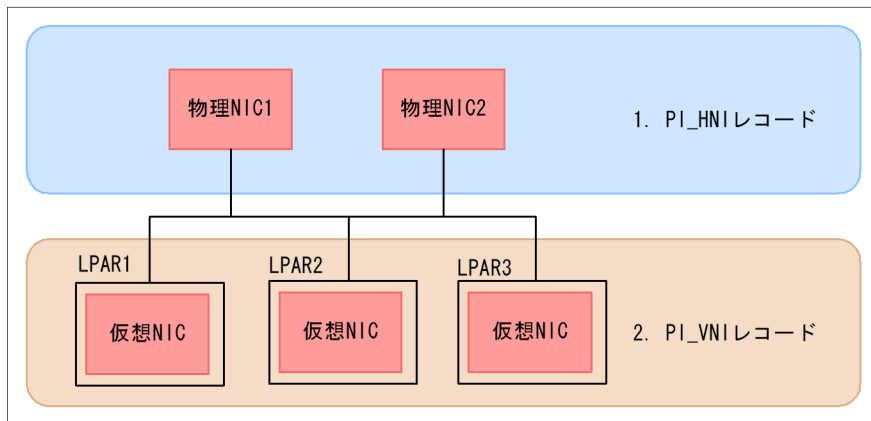 物理NIC1
物理NIC2
1. PI_HNIレコード
LPAR1
LPAR2
LPAR3
仮想NIC
仮想NIC
仮想NIC
2. PI_VNIレコード